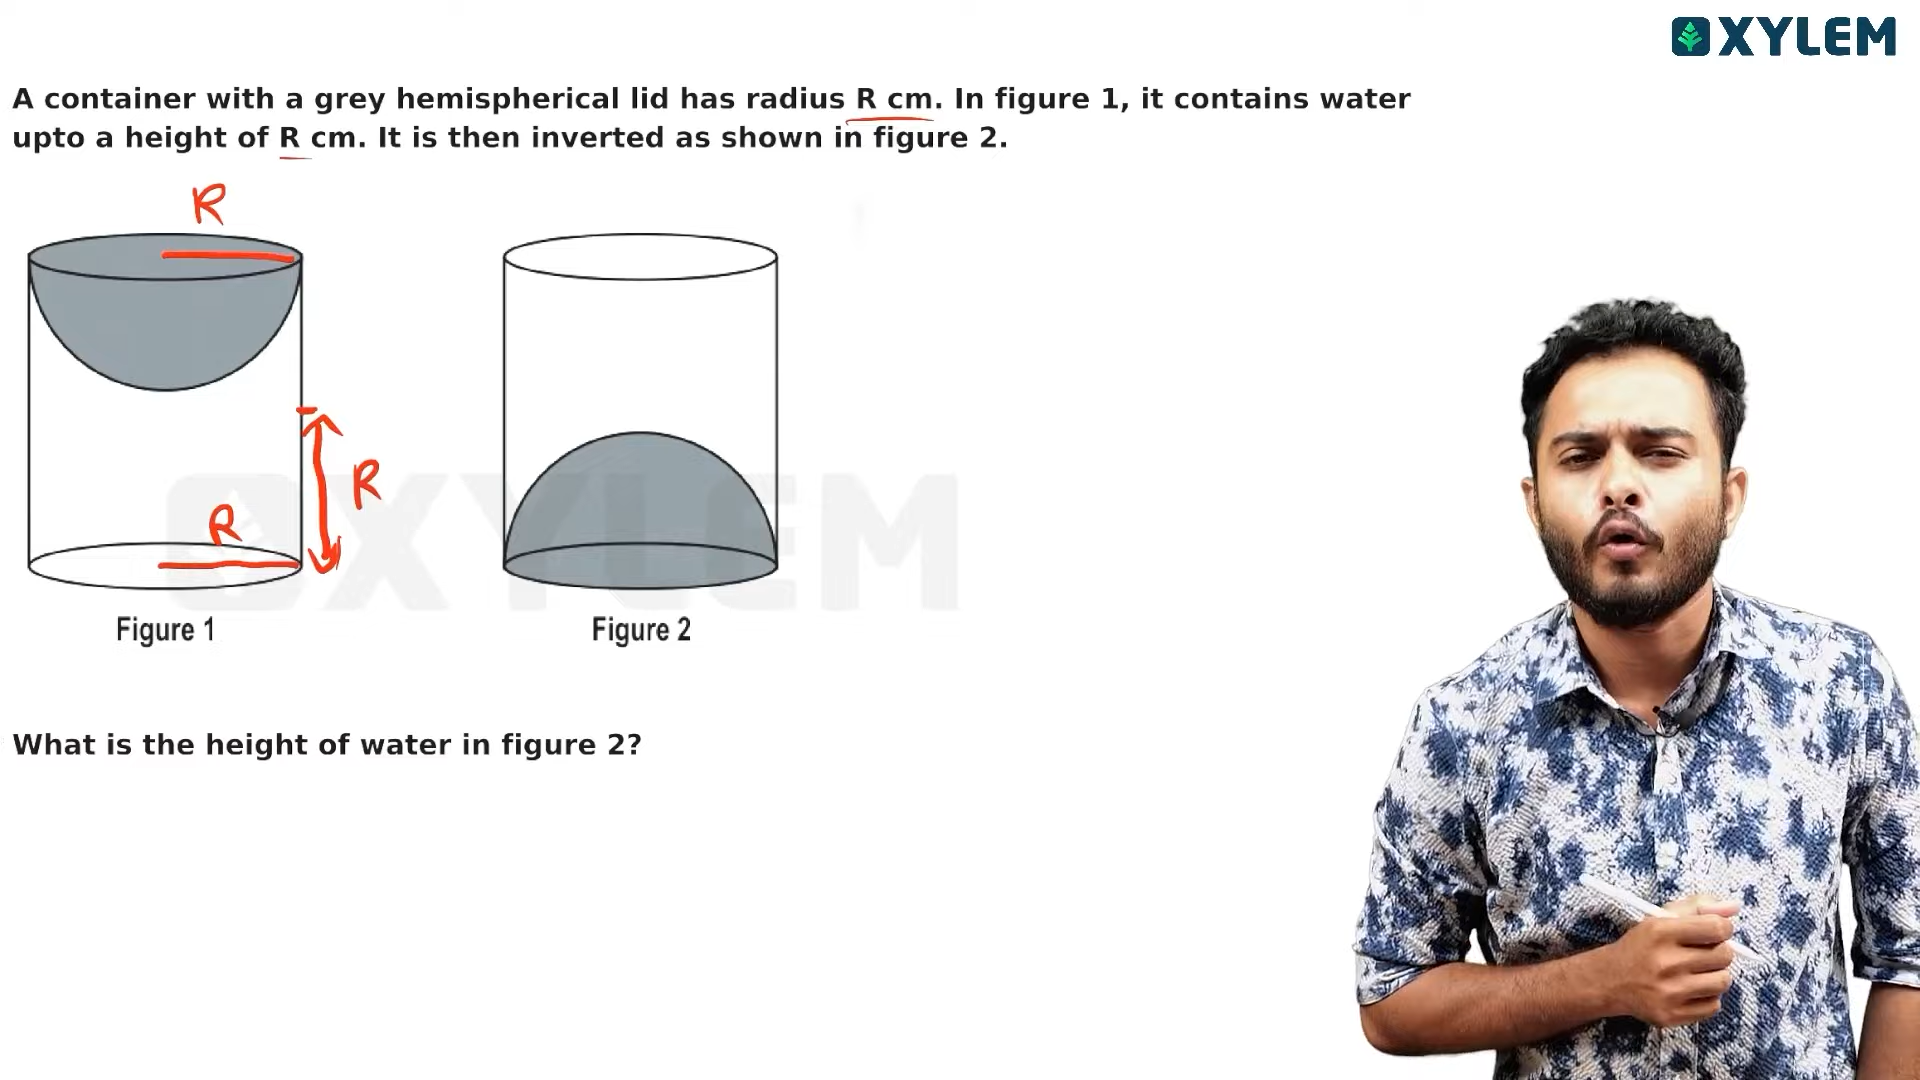 XYLEM
A container with a grey hemispherical lid has radius R cm. In figure 1, it contains water
upto a height of R cm. It is then inverted as shown in figure 2.
R
R
R
XYLEM
Figure 1
Figure 2
What is the height of water in figure 2?